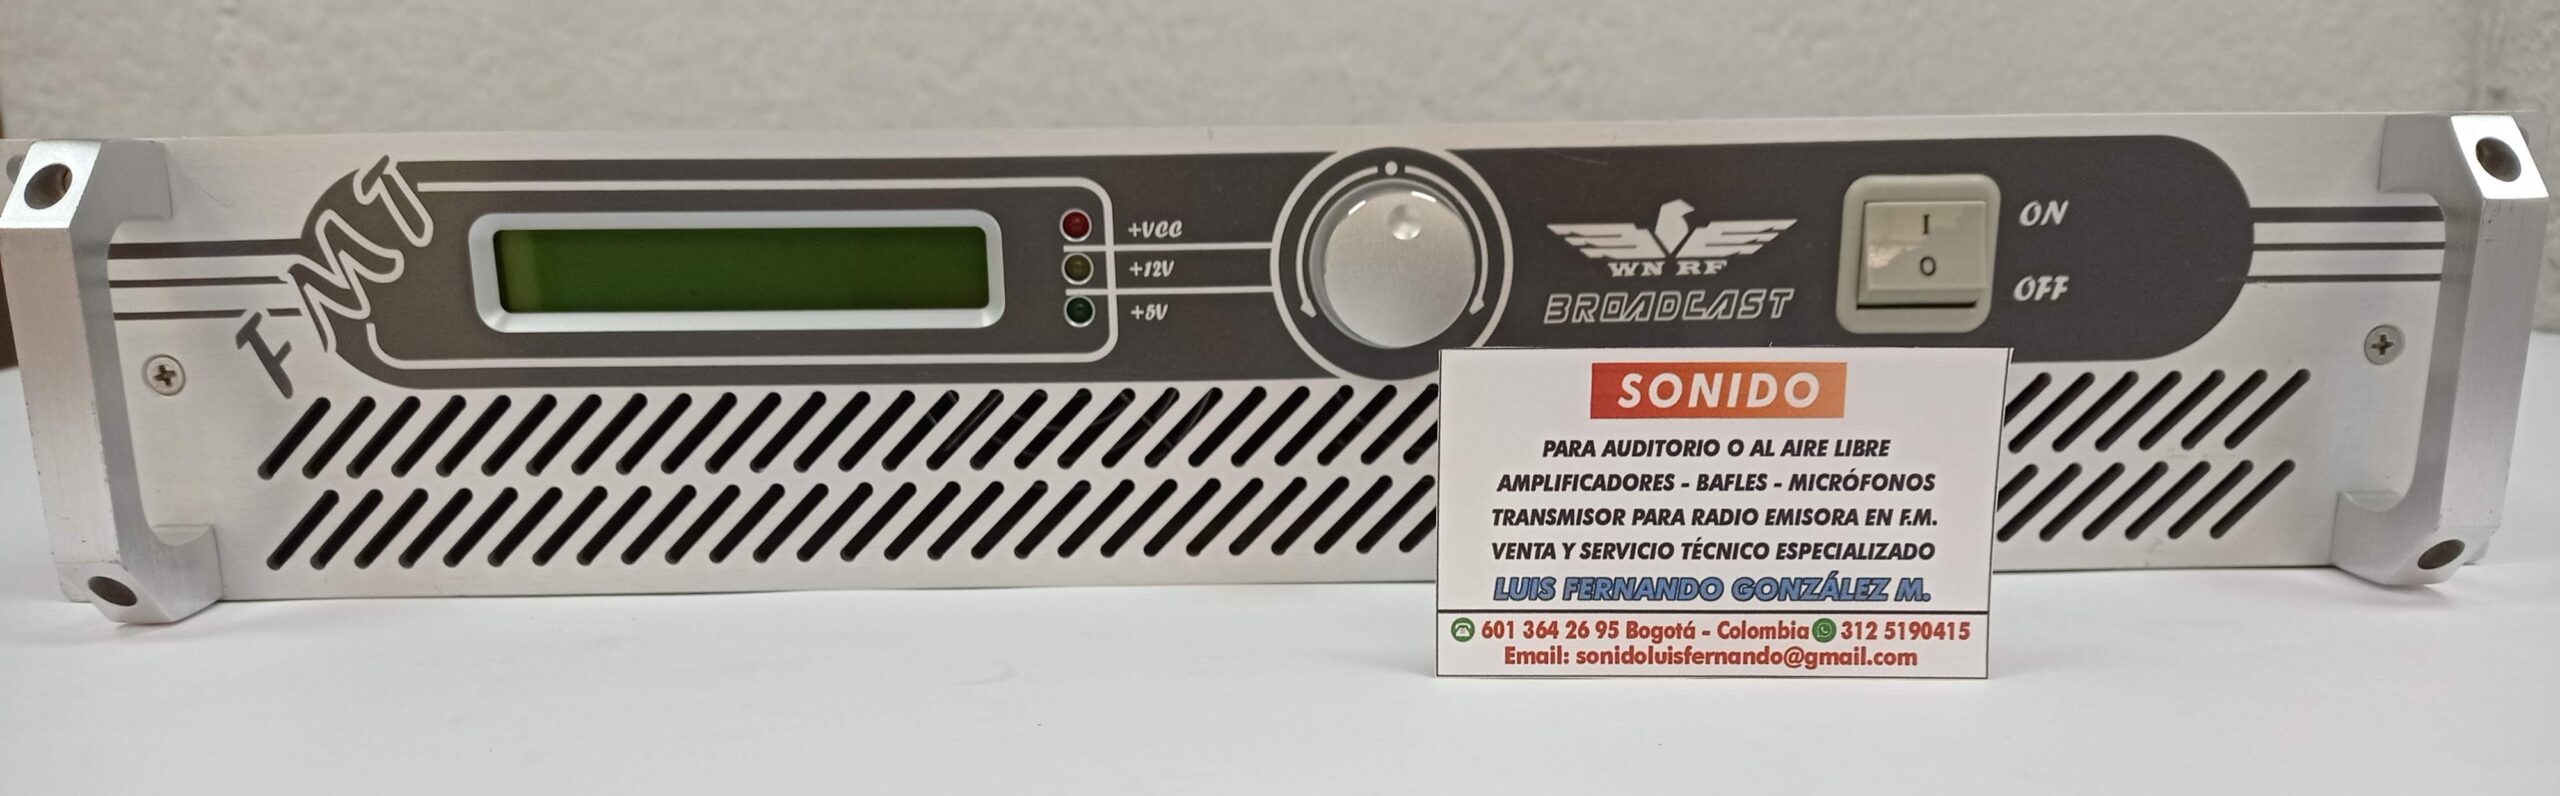 FMT
+VCC
+12V
+5V
WNRF
BROADCAST
I
O
ON
OFF
SONIDO
PARA AUDITORIO O AL AIRE LIBRE
AMPLIFICADORES - BAFLES - MICRÓFONOS
TRANSMISOR PARA RADIO EMISORA EN F.M.
VENTA Y SERVICIO TÉCNICO ESPECIALIZADO
LUIS FERNANDO GONZÁLEZ M.
601 364 26 95 Bogotá - Colombia 312 5190415
Email: sonidoluisfernando@gmail.com